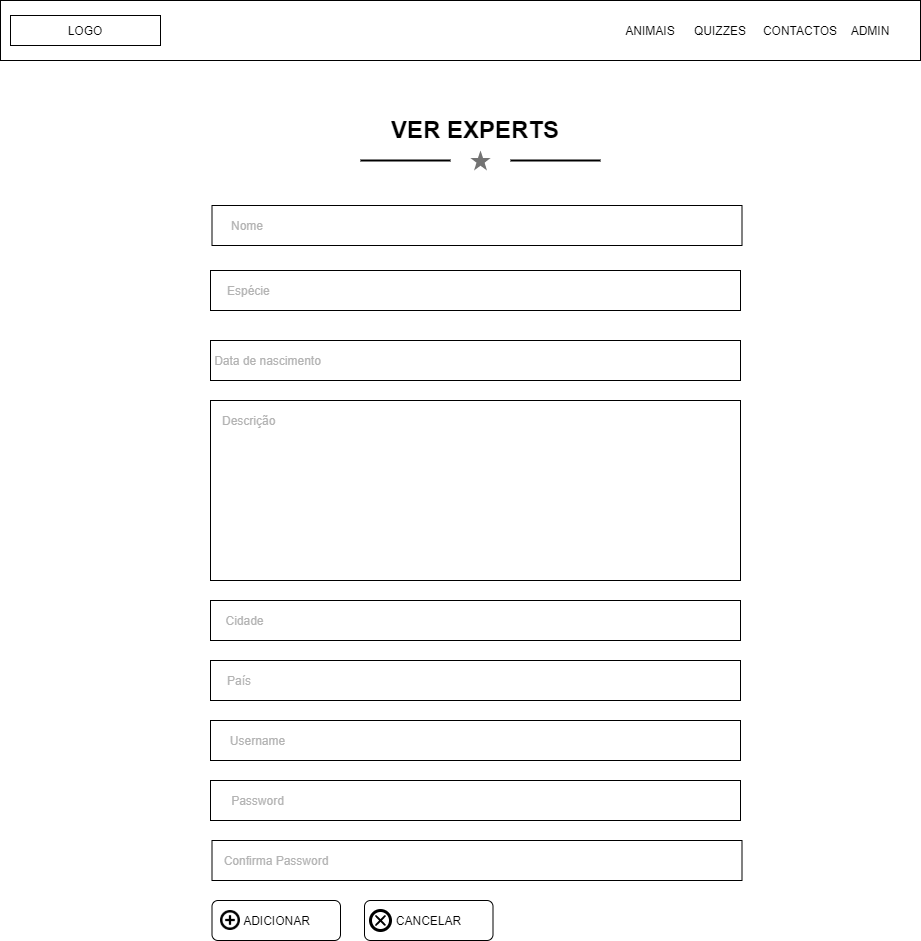 LOGO ANIMAIS QUIZZES CONTACTOS ADMIN
VER EXPERTS
Nome
Espécie
Data de nascimento
Descrição
Cidade
País
Username
Password
Confirma Password
ADICIONAR CANCELAR